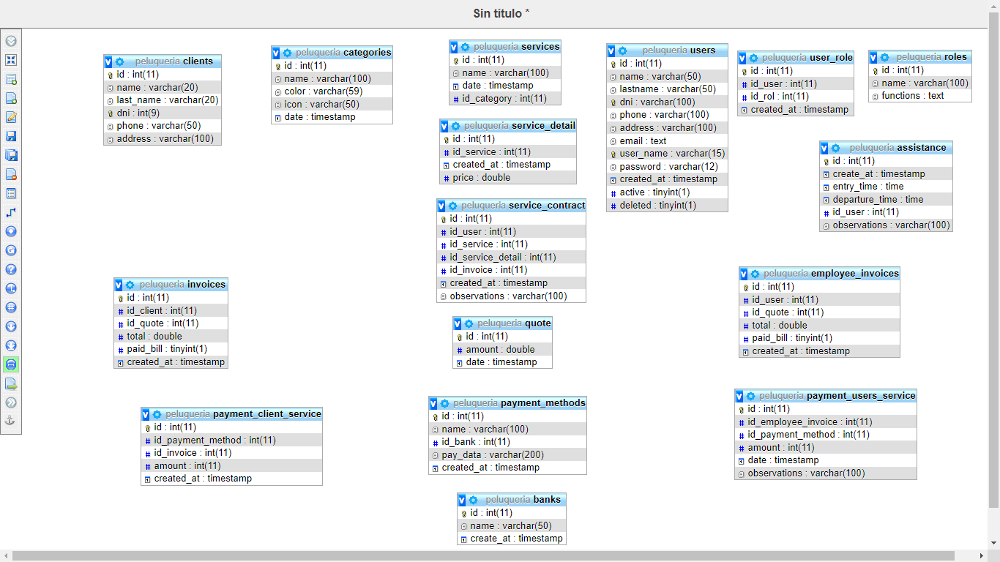 Sin título *
peluqueria clients
id : int(11)
name : varchar(20)
last_name : varchar(20)
dni : int(9)
phone : varchar(50)
address : varchar(100)
peluqueria categories
id : int(11)
name : varchar(100)
color : varchar(59)
icon : varchar(50)
date : timestamp
peluqueria services
id : int(11)
name : varchar(100)
date : timestamp
id_category : int(11)
peluqueria service_detail
id : int(11)
id_service : int(11)
created_at : timestamp
price : double
peluqueria service_contract
id : int(11)
id_user : int(11)
id_service : int(11)
id_service_detail : int(11)
id_invoice : int(11)
created_at : timestamp
observations : varchar(100)
peluqueria quote
id : int(11)
amount : double
date : timestamp
peluqueria users
id : int(11)
name : varchar(50)
lastname : varchar(50)
dni : varchar(100)
phone : varchar(100)
address : varchar(100)
email : text
user_name : varchar(15)
password : varchar(12)
created_at : timestamp
active : tinyint(1)
deleted : tinyint(1)
peluqueria user_role
id : int(11)
id_user : int(11)
id_rol : int(11)
created_at : timestamp
peluqueria roles
id : int(11)
name : varchar(100)
functions : text
peluqueria assistance
id : int(11)
create_at : timestamp
entry_time : time
departure_time : time
id_user : int(11)
observations : varchar(100)
peluqueria invoices
id : int(11)
id_client : int(11)
id_quote : int(11)
total : double
paid_bill : tinyint(1)
created_at : timestamp
peluqueria employee_invoices
id : int(11)
id_user : int(11)
id_quote : int(11)
total : double
paid_bill : tinyint(1)
created_at : timestamp
peluqueria payment_client_service
id : int(11)
id_payment_method : int(11)
id_invoice : int(11)
amount : int(11)
created_at : timestamp
peluqueria payment_methods
id : int(11)
name : varchar(100)
id_bank : int(11)
pay_data : varchar(200)
created_at : timestamp
peluqueria payment_users_service
id : int(11)
id_employee_invoice : int(11)
id_payment_method : int(11)
amount : int(11)
date : timestamp
observations : varchar(100)
peluqueria banks
id : int(11)
name : varchar(50)
create_at : timestamp